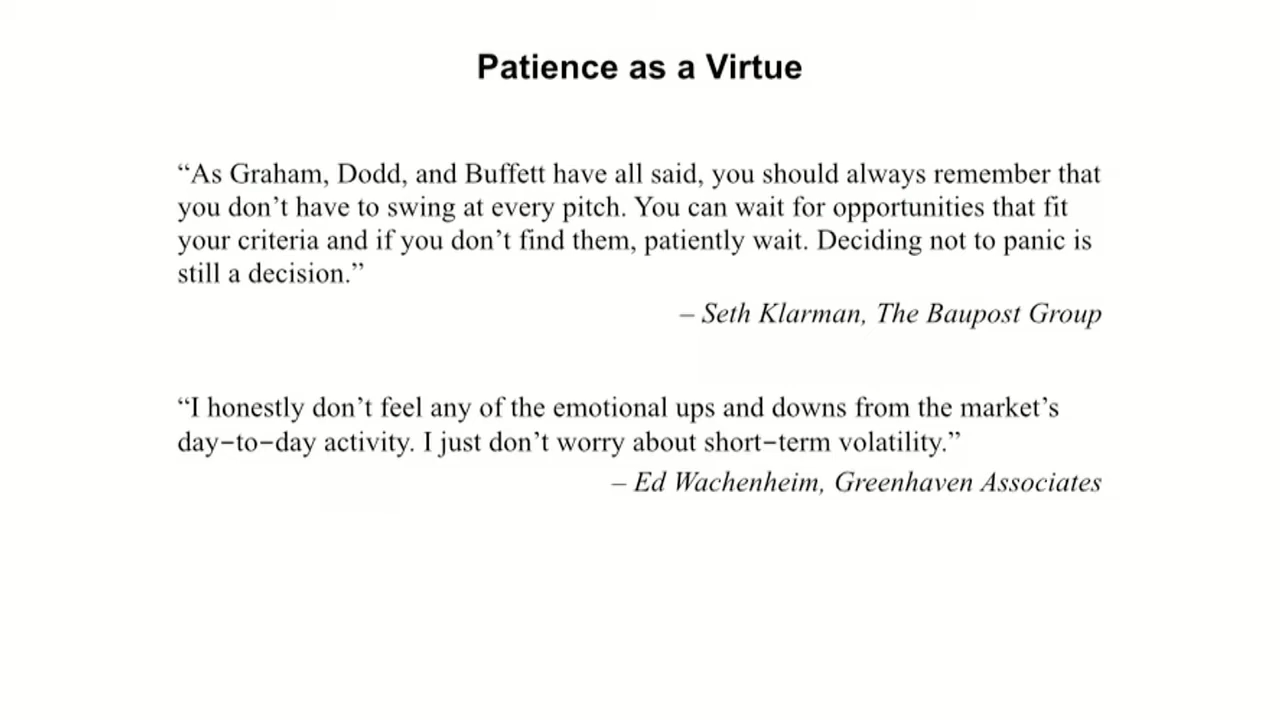 Patience as a Virtue
“As Graham, Dodd, and Buffett have all said, you should always remember that
you don’t have to swing at every pitch. You can wait for opportunities that fit
your criteria and if you don’t find them, patiently wait. Deciding not to panic is
still a decision.”
– Seth Klarman, The Baupost Group
“I honestly don’t feel any of the emotional ups and downs from the market’s
day−to−day activity. I just don’t worry about short−term volatility.”
– Ed Wachenheim, Greenhaven Associates